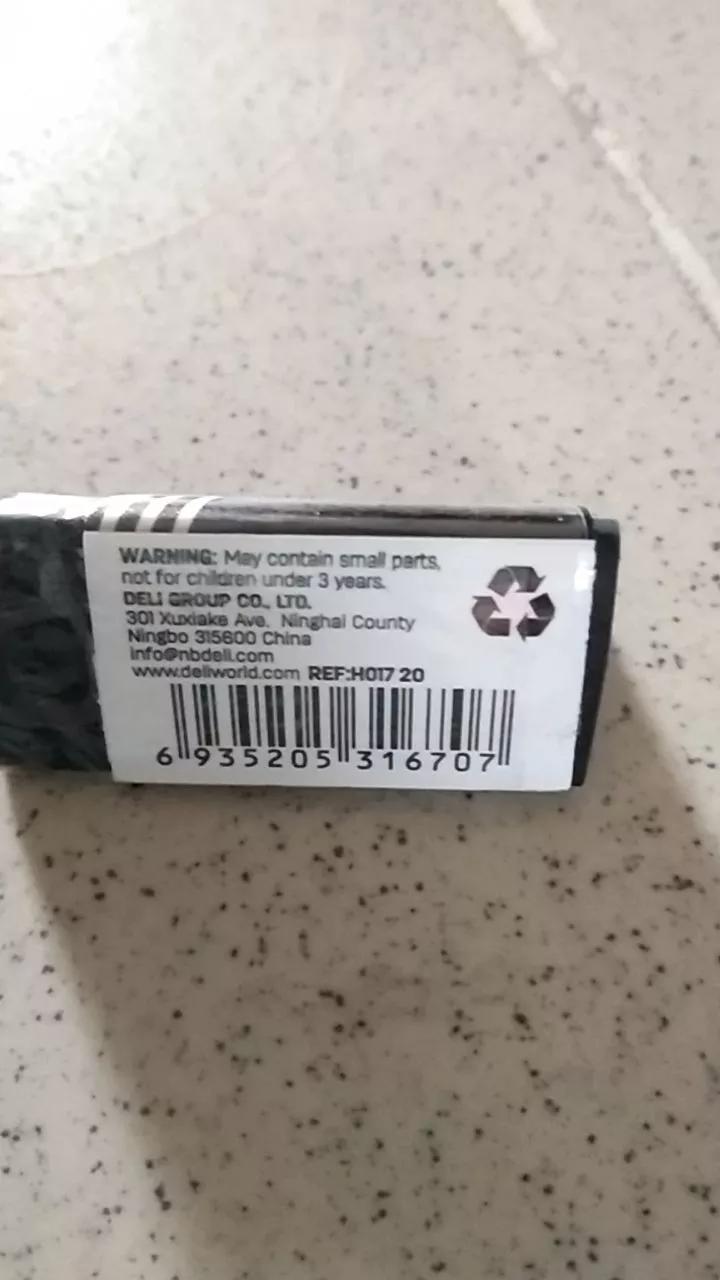 WARNING: May contain small parts,
not for children under 3 years.
DELI GROUP CO., LTD.
301 Xuxiake Ave. Ninghai County
Ningbo 315600 China
info@nbdeli.com
www.deliworld.com REF:H017 20
6 935205 316707